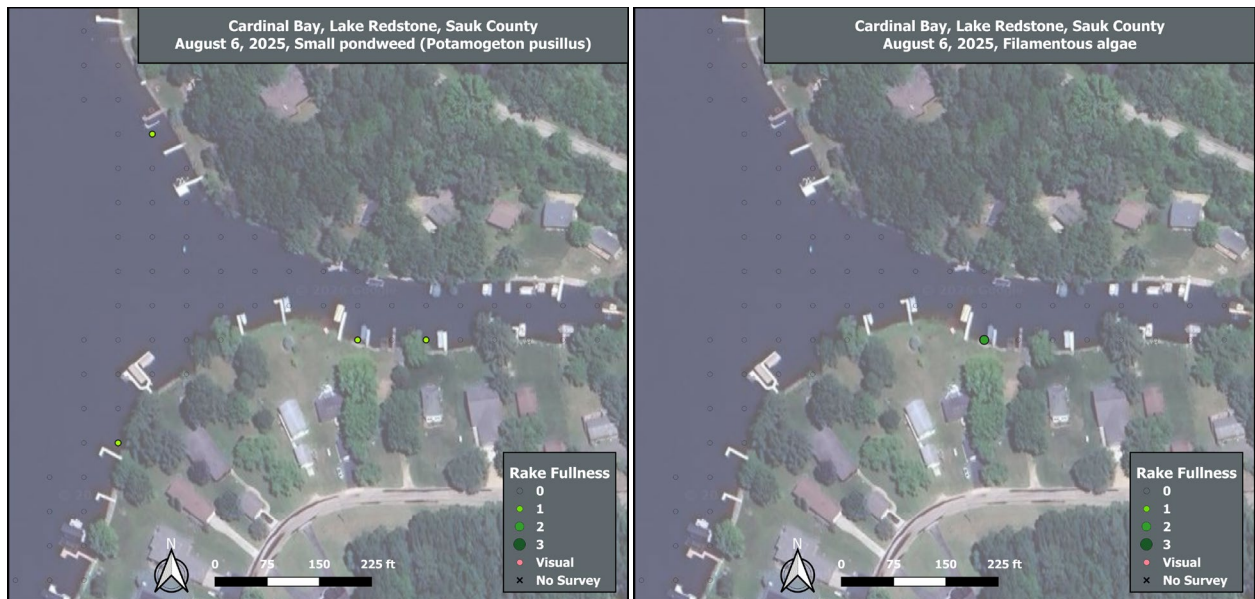 Cardinal Bay, Lake Redstone, Sauk County
August 6, 2025, Small pondweed (Potamogeton pusillus)
Rake Fullness
0
1
2
3
Visual
No Survey
N
0 75 150 225 ft
Cardinal Bay, Lake Redstone, Sauk County
August 6, 2025, Filamentous algae
Rake Fullness
0
1
2
3
Visual
No Survey
N
0 75 150 225 ft